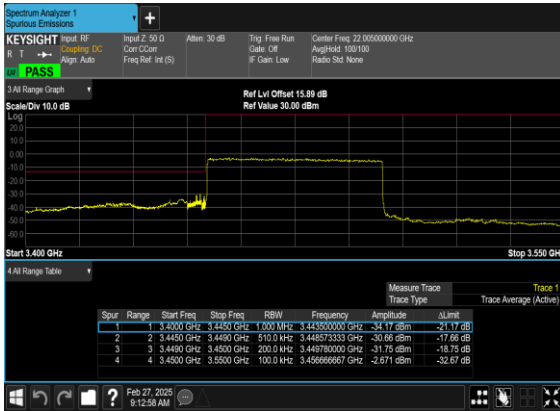 Spectrum Analyzer 1
Spurious Emissions
+
KEYSIGHT Input: RF Input Z: 50 Ω Atten: 30 dB Trig: Free Run Center Freq: 22.005000000 GHz
R T Coupling: DC Corr CCorr Gate: Off Avg|Hold: 100/100
Align: Auto Freq Ref: Int (S) IF Gain: Low Radio Std: None
LXI PASS
3 All Range Graph
Ref Lvl Offset 15.89 dB
Scale/Div 10.0 dB Ref Value 30.00 dBm
Log
20.0
10.0
0.00
-10.0
-20.0
-30.0
-40.0
-50.0
-60.0
Start 3.400 GHz Stop 3.550 GH
4 All Range Table
Measure Trace Trace 1
Trace Type Trace Average (Active)
Spur Range Start Freq Stop Freq RBW Frequency Amplitude ΔLimit
1 1 3.4000 GHz 3.4450 GHz 1.000 MHz 3.443500000 GHz -34.17 dBm -21.17 dB
2 2 3.4450 GHz 3.4490 GHz 510.0 kHz 3.448573333 GHz -30.66 dBm -17.66 dB
3 3 3.4490 GHz 3.4500 GHz 200.0 kHz 3.449780000 GHz -31.75 dBm -18.75 dB
4 4 3.4500 GHz 3.5500 GHz 100.0 kHz 3.456666667 GHz -2.671 dBm -32.67 dB
?
Feb 27, 2025
9:12:58 AM